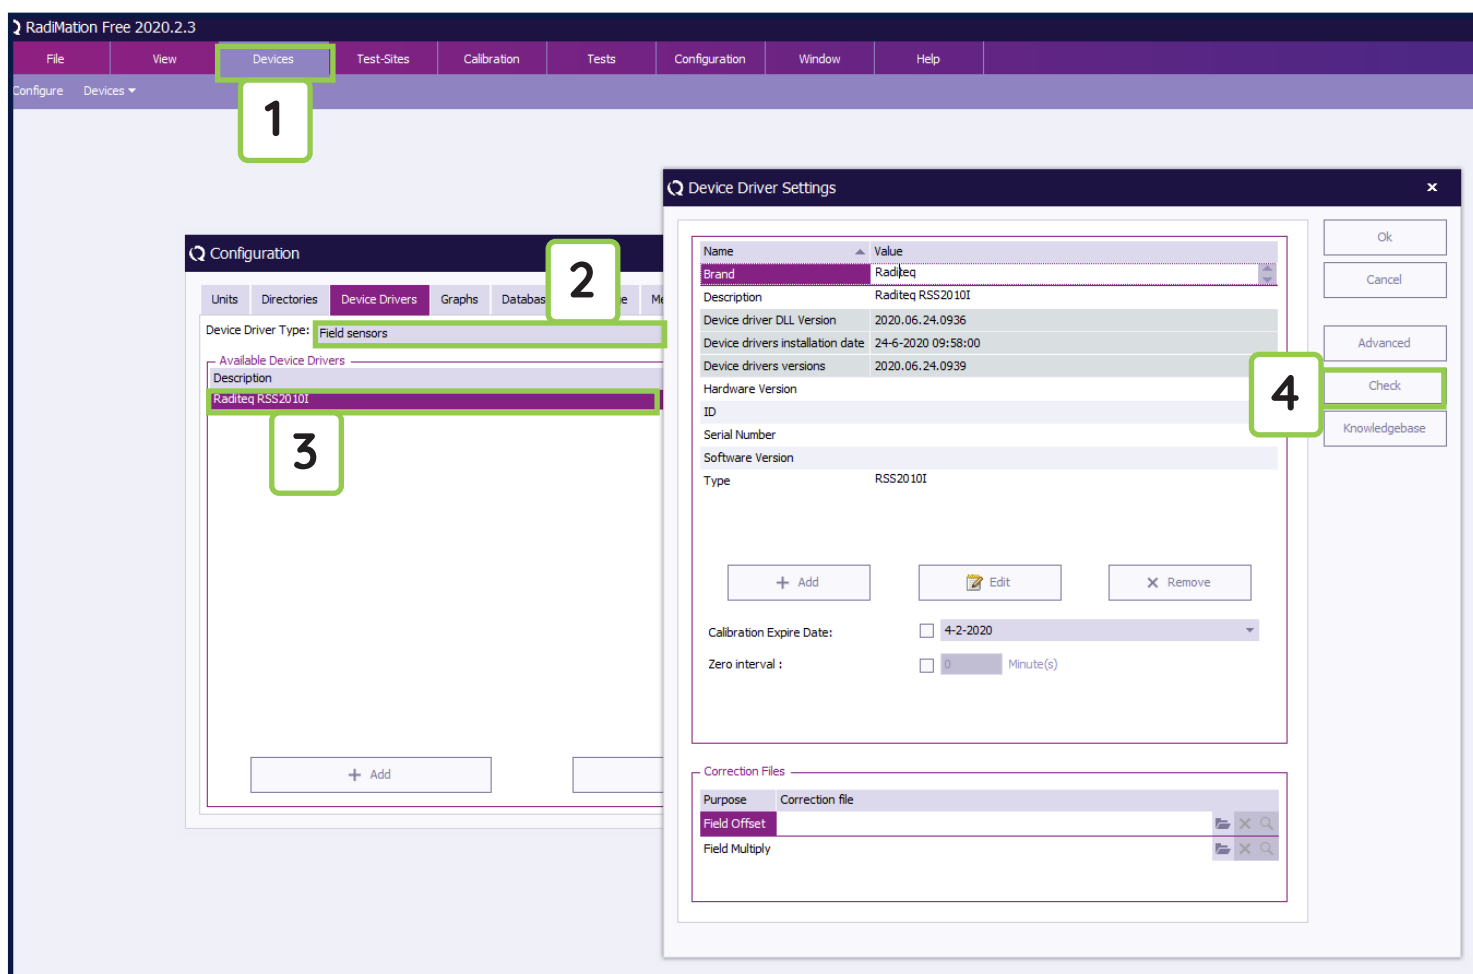 RadiMation Free 2020.2.3
File View Devices Test-Sites Calibration Tests Configuration Window Help
Configure Devices
1
Configuration
2
Units Directories Device Drivers Graphs Databas e Me
Device Driver Type: Field sensors
Available Device Drivers
Description
Raditeq RSS2010I
3
+ Add
Device Driver Settings
Name Value
Brand Raditeq
Description Raditeq RSS2010I
Device driver DLL Version 2020.06.24.0936
Device drivers installation date 24-6-2020 09:58:00
Device drivers versions 2020.06.24.0939
Hardware Version
ID
Serial Number
Software Version
Type RSS2010I
+ Add Edit Remove
Calibration Expire Date: 4-2-2020
Zero interval : 0 Minute(s)
Correction Files
Purpose Correction file
Field Offset
Field Multiply
Ok
Cancel
Advanced
4
Check
Knowledgebase